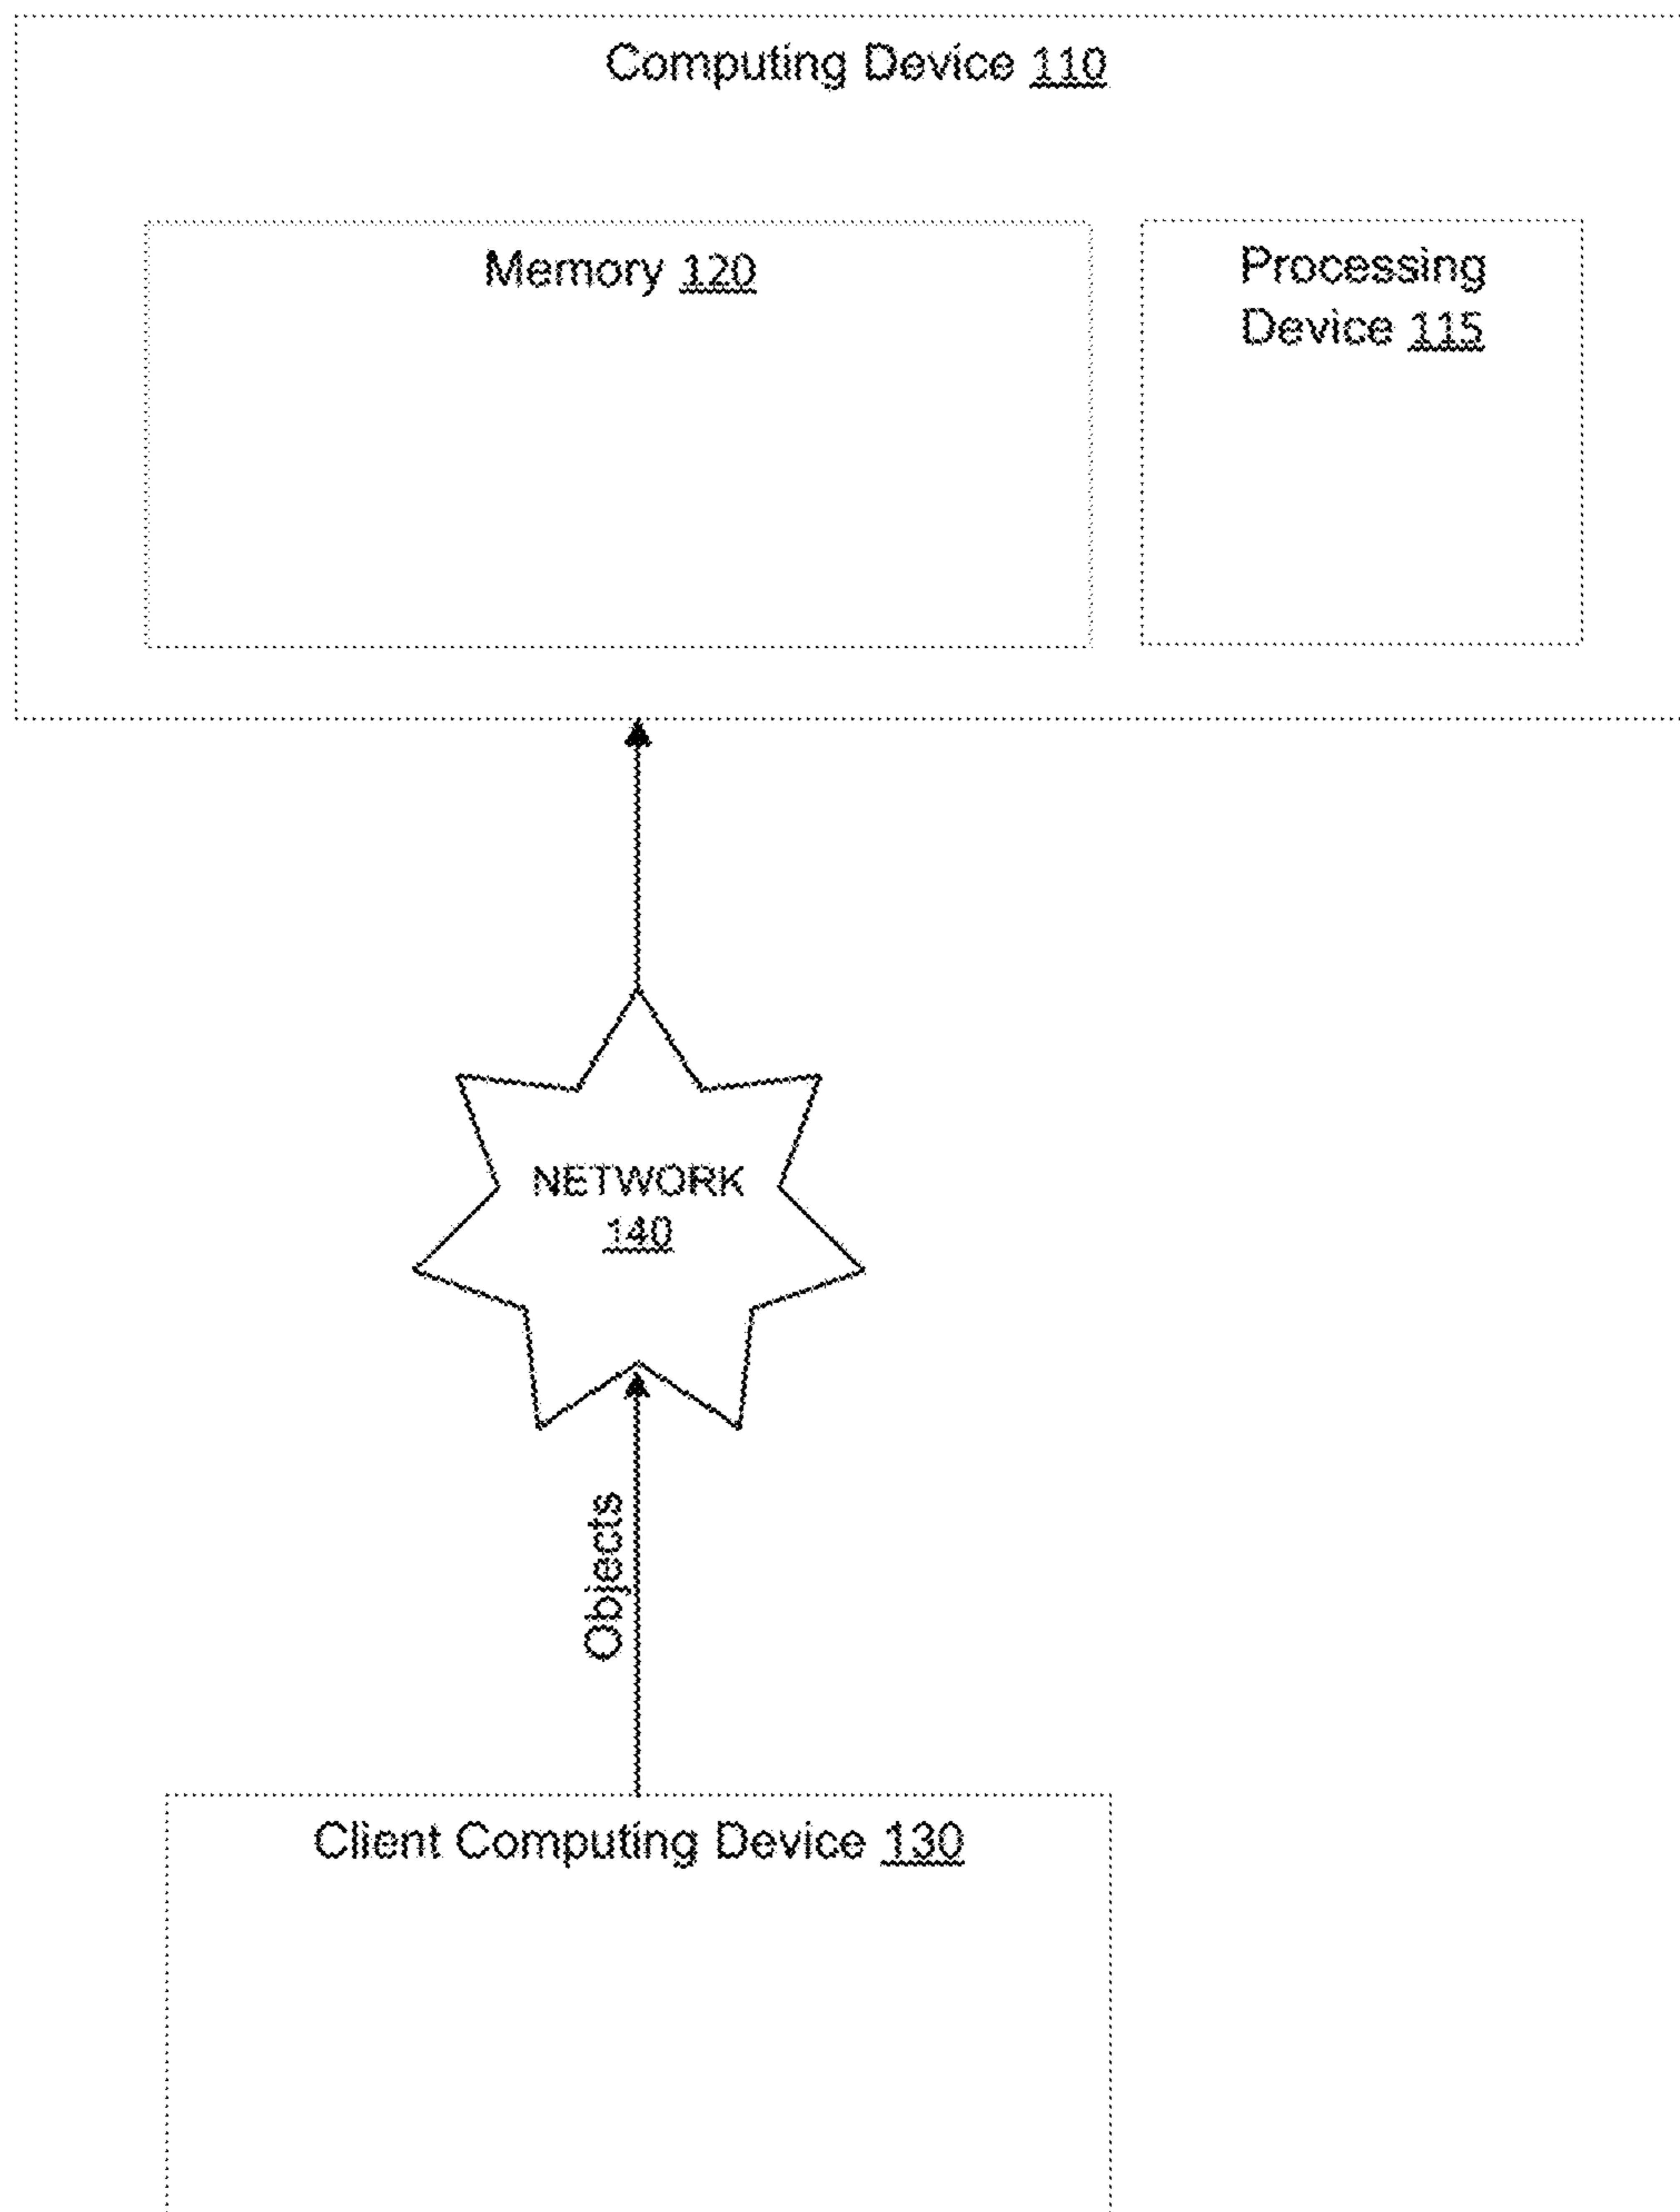 Computing Device 110
Memory 120
Processing
Device 115
NETWORK
140
Objects
Client Computing Device 130